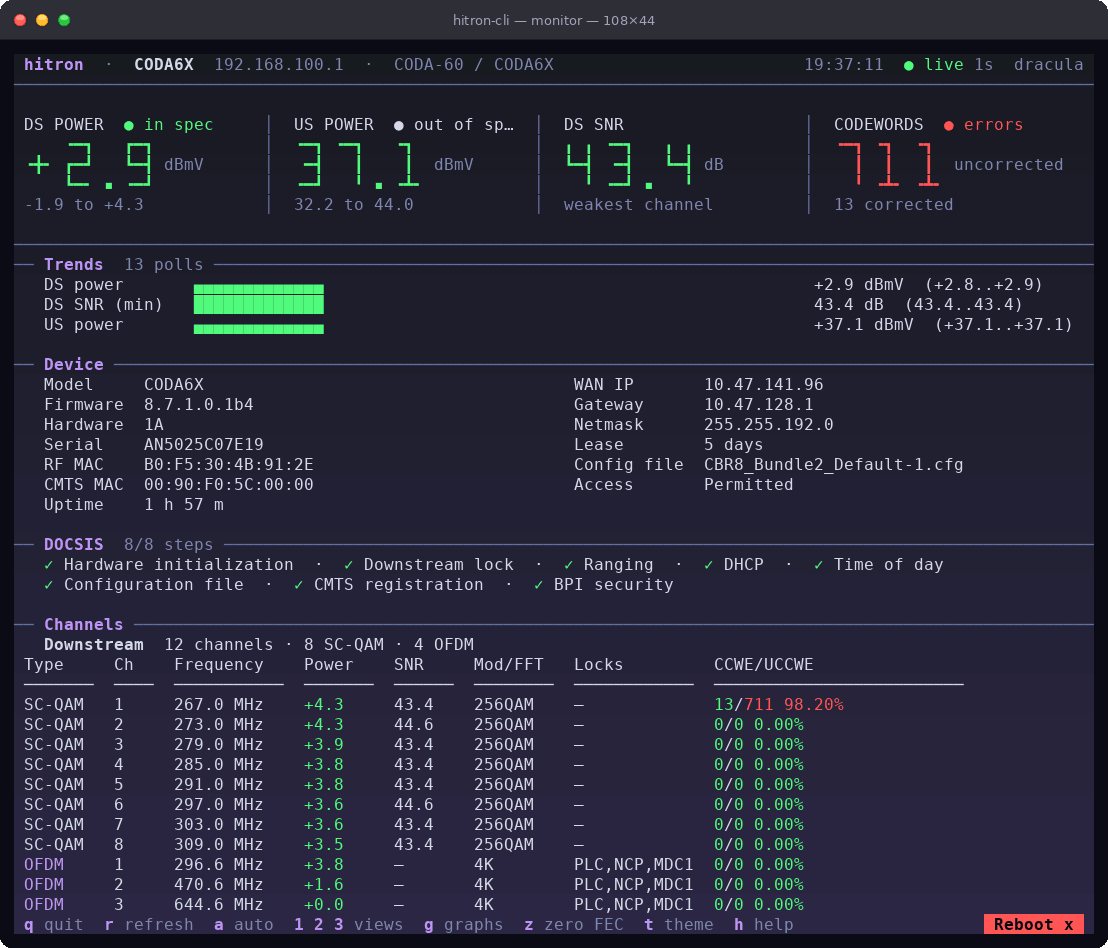 hitron-cli — monitor — 108×44
hitron · CODA6X 192.168.100.1 · CODA-60 / CODA6X 19:37:11 ● live 1s dracula
DS POWER ● in spec │ US POWER ● out of sp… │ DS SNR │ CODEWORDS ● errors
+2.9 dBmV │ 37.1 dBmV │ 43.4 dB │ 711 uncorrected
-1.9 to +4.3 │ 32.2 to 44.0 │ weakest channel │ 13 corrected
Trends 13 polls
DS power +2.9 dBmV (+2.8..+2.9)
DS SNR (min) 43.4 dB (43.4..43.4)
US power +37.1 dBmV (+37.1..+37.1)
Device
Model CODA6X WAN IP 10.47.141.96
Firmware 8.7.1.0.1b4 Gateway 10.47.128.1
Hardware 1A Netmask 255.255.192.0
Serial AN5025C07E19 Lease 5 days
RF MAC B0:F5:30:4B:91:2E Config file CBR8_Bundle2_Default-1.cfg
CMTS MAC 00:90:F0:5C:00:00 Access Permitted
Uptime 1 h 57 m
DOCSIS 8/8 steps
✓ Hardware initialization · ✓ Downstream lock · ✓ Ranging · ✓ DHCP · ✓ Time of day
✓ Configuration file · ✓ CMTS registration · ✓ BPI security
Channels
Downstream 12 channels · 8 SC-QAM · 4 OFDM
Type Ch Frequency Power SNR Mod/FFT Locks CCWE/UCCWE
SC-QAM 1 267.0 MHz +4.3 43.4 256QAM — 13/711 98.20%
SC-QAM 2 273.0 MHz +4.3 44.6 256QAM — 0/0 0.00%
SC-QAM 3 279.0 MHz +3.9 43.4 256QAM — 0/0 0.00%
SC-QAM 4 285.0 MHz +3.8 43.4 256QAM — 0/0 0.00%
SC-QAM 5 291.0 MHz +3.8 43.4 256QAM — 0/0 0.00%
SC-QAM 6 297.0 MHz +3.6 44.6 256QAM — 0/0 0.00%
SC-QAM 7 303.0 MHz +3.6 43.4 256QAM — 0/0 0.00%
SC-QAM 8 309.0 MHz +3.5 43.4 256QAM — 0/0 0.00%
OFDM 1 296.6 MHz +3.8 — 4K PLC,NCP,MDC1 0/0 0.00%
OFDM 2 470.6 MHz +1.6 — 4K PLC,NCP,MDC1 0/0 0.00%
OFDM 3 644.6 MHz +0.0 — 4K PLC,NCP,MDC1 0/0 0.00%
q quit r refresh a auto 1 2 3 views g graphs z zero FEC t theme h help Reboot x